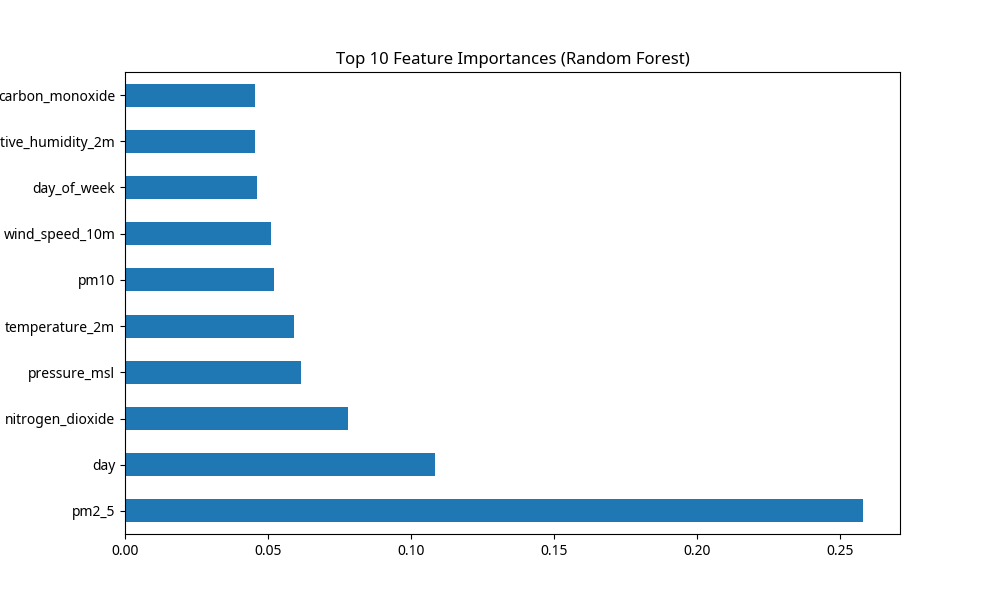 Top 10 Feature Importances (Random Forest)
carbon_monoxide
tive_humidity_2m
day_of_week
wind_speed_10m
pm10
temperature_2m
pressure_msl
nitrogen_dioxide
day
pm2_5
0.00 0.05 0.10 0.15 0.20 0.25